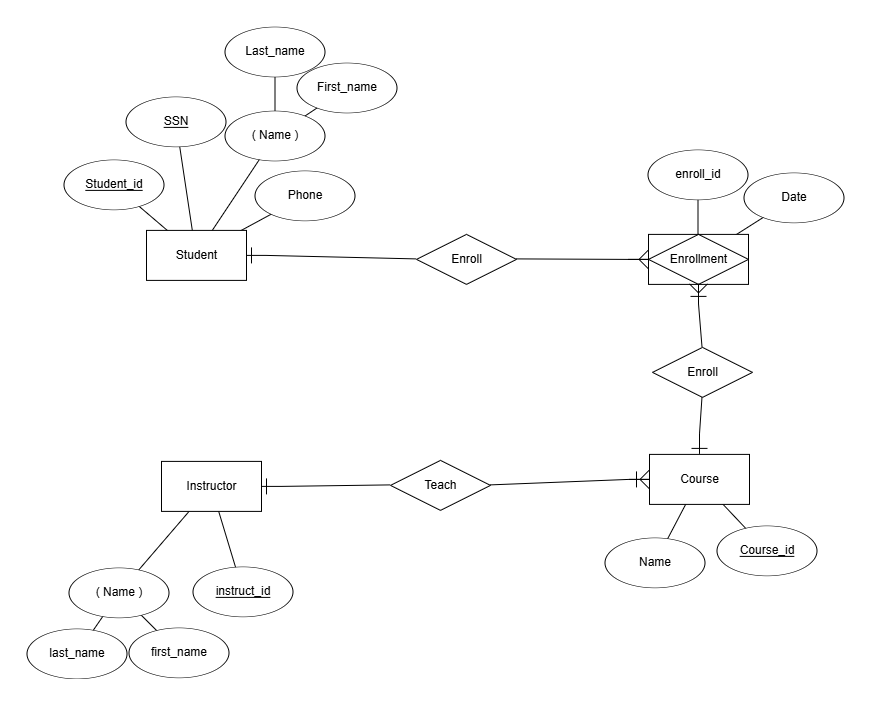 Last_name
First_name
SSN
( Name )
Student_id
Phone
enroll_id
Date
Student
Enroll
Enrollment
Enroll
Instructor
Teach
Course
Name
Course_id
( Name )
instruct_id
last_name
first_name